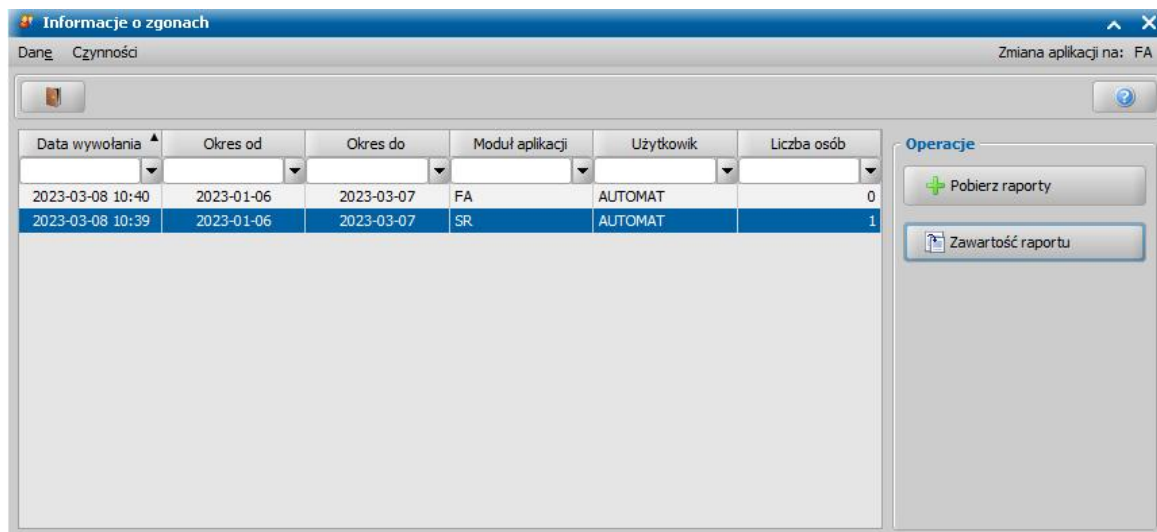 Informacje o zgonach
Dane Czynności Zmiana aplikacji na: FA
Data wywołania Okres od Okres do Moduł aplikacji Użytkowik Liczba osób
2023-03-08 10:40 2023-01-06 2023-03-07 FA AUTOMAT 0
2023-03-08 10:39 2023-01-06 2023-03-07 SR AUTOMAT 1
Operacje
Pobierz raporty
Zawartość raportu